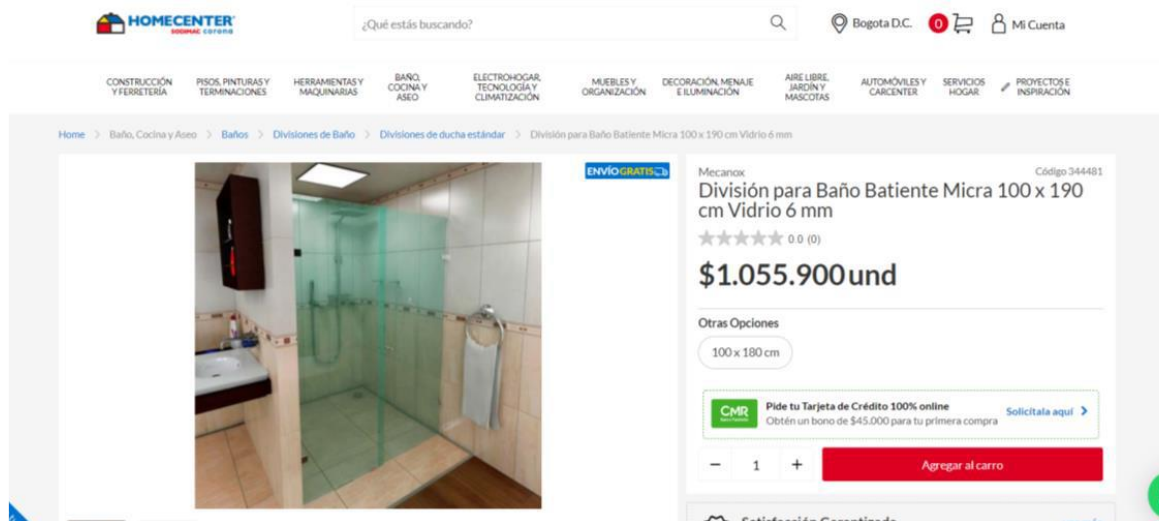 HOMECENTER
SODIMAC corona
¿Qué estás buscando?
Bogota D.C.
0
Mi Cuenta
CONSTRUCCIÓN
Y FERRETERÍA
PISOS, PINTURAS Y
TERMINACIONES
HERRAMIENTAS Y
MAQUINARIAS
BAÑO,
COCINA Y
ASEO
ELECTROHOGAR,
TECNOLOGÍA Y
CLIMATIZACIÓN
MUEBLES Y
ORGANIZACIÓN
DECORACIÓN, MENAJE
E ILUMINACIÓN
AIRE LIBRE,
JARDÍN Y
MASCOTAS
AUTOMÓVILES Y
CARCENTER
SERVICIOS
HOGAR
PROYECTOS E
INSPIRACIÓN
Home > Baño, Cocina y Aseo > Baños > Divisiones de Baño > Divisiones de ducha estándar > División para Baño Batiente Micra 100 x 190 cm Vidrio 6 mm
ENVÍO GRATIS
Mecanox
Código 344481
División para Baño Batiente Micra 100 x 190
cm Vidrio 6 mm
0.0 (0)
$1.055.900 und
Otras Opciones
100 x 180 cm
CMR
Pide tu Tarjeta de Crédito 100% online
Obtén un bono de $45.000 para tu primera compra
Solicítala aquí >
− 1 +
Agregar al carro
Satisfacción Garantizada